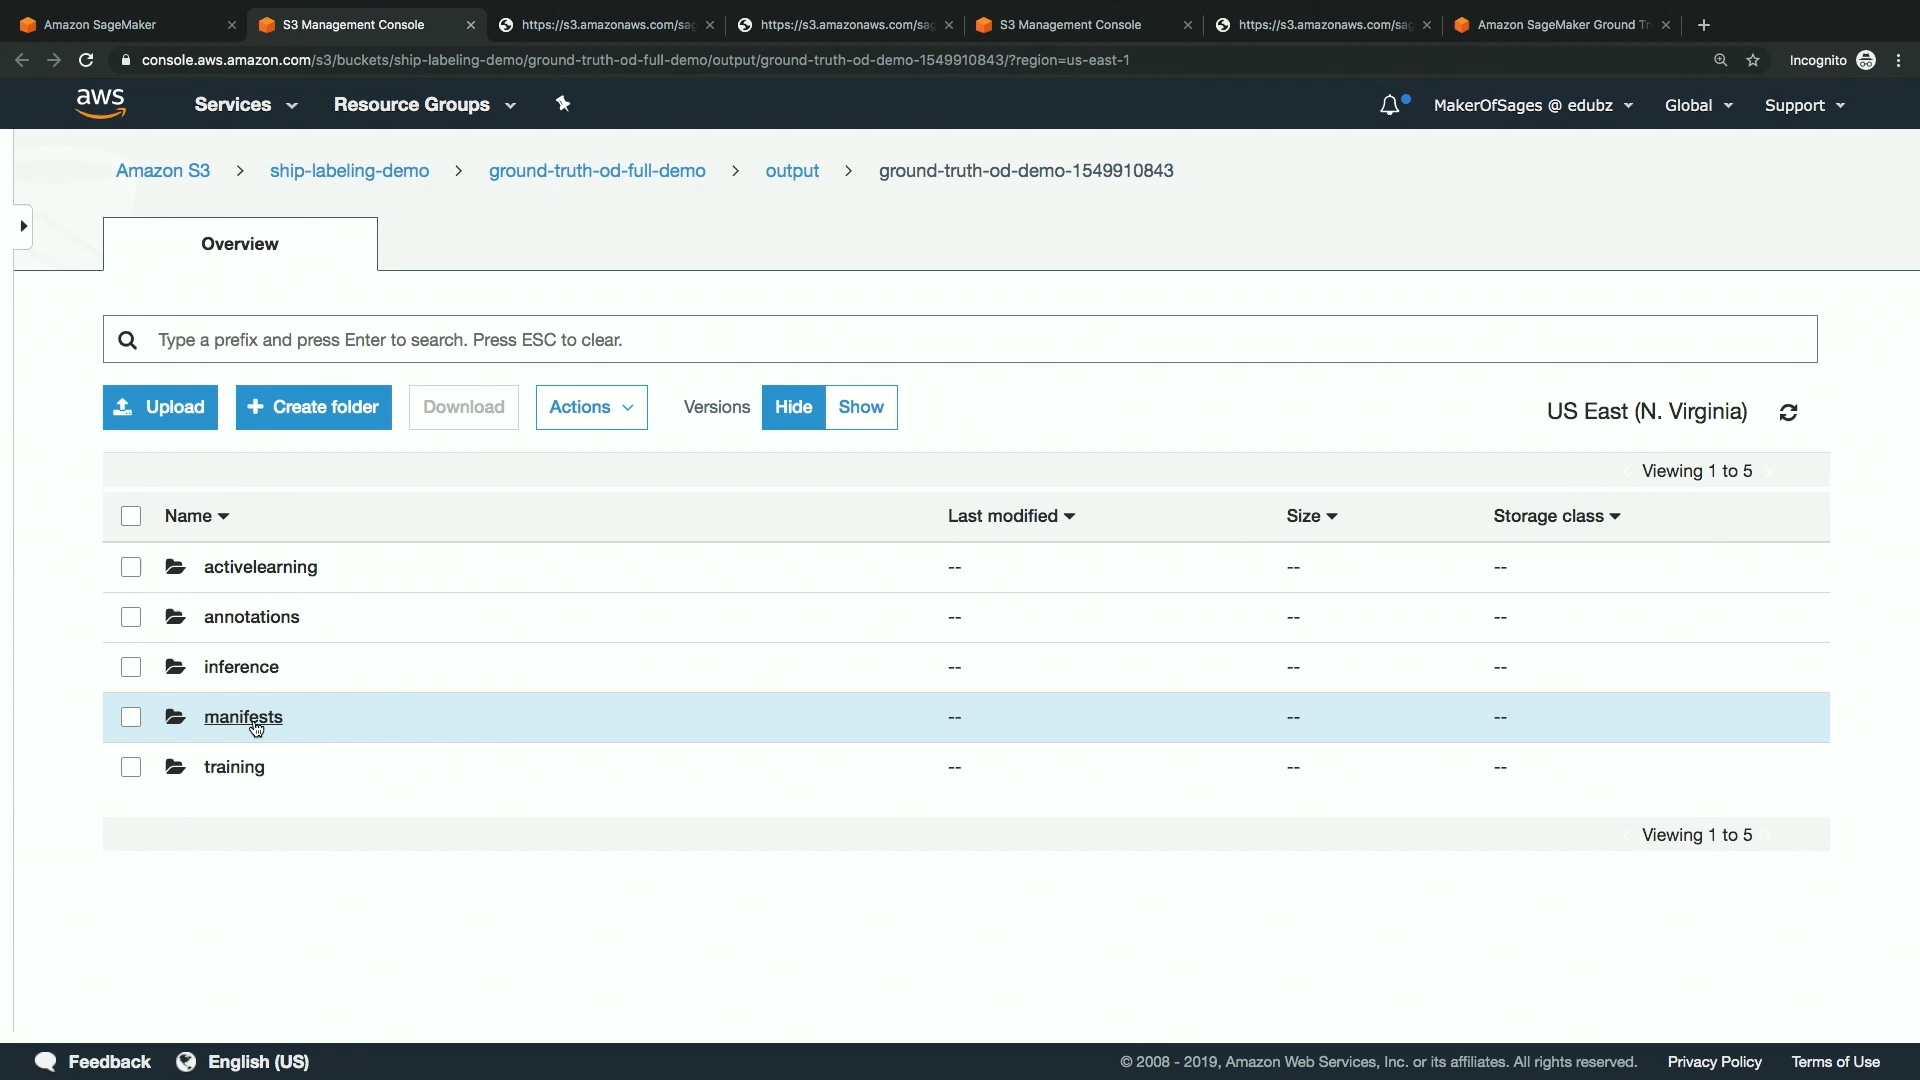 Amazon SageMaker
S3 Management Console
https://s3.amazonaws.com/sag
https://s3.amazonaws.com/sag
S3 Management Console
https://s3.amazonaws.com/sag
Amazon SageMaker Ground Tr
console.aws.amazon.com/s3/buckets/ship-labeling-demo/ground-truth-od-full-demo/output/ground-truth-od-demo-1549910843/?region=us-east-1
Incognito
aws
Services
Resource Groups
MakerOfSages @ edubz
Global
Support
Amazon S3 > ship-labeling-demo > ground-truth-od-full-demo > output > ground-truth-od-demo-1549910843
Overview
Type a prefix and press Enter to search. Press ESC to clear.
Upload
+ Create folder
Download
Actions
Versions
Hide
Show
US East (N. Virginia)
Viewing 1 to 5
Name
Last modified
Size
Storage class
activelearning -- -- --
annotations -- -- --
inference -- -- --
manifests -- -- --
training -- -- --
Viewing 1 to 5
Feedback
English (US)
© 2008 - 2019, Amazon Web Services, Inc. or its affiliates. All rights reserved.
Privacy Policy
Terms of Use